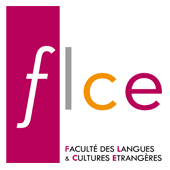 flce
FACULTÉ DES LANGUES
& CULTURES ETRANGÈRES